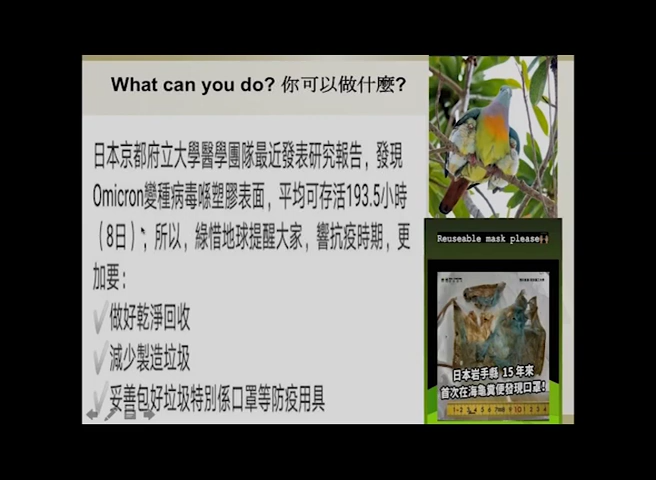 What can you do? 你可以做什麼?
日本京都府立大學醫學團隊最近發表研究報告，發現
Omicron變種病毒喺塑膠表面，平均可存活193.5小時
（8日）；所以，綠惜地球提醒大家，響抗疫時期，更
加要：
做好乾淨回收
減少製造垃圾
妥善包好垃圾特別係口罩等防疫用具
Reuseable mask please
日本岩手縣 15年來
首次在海龜糞便發現口罩!